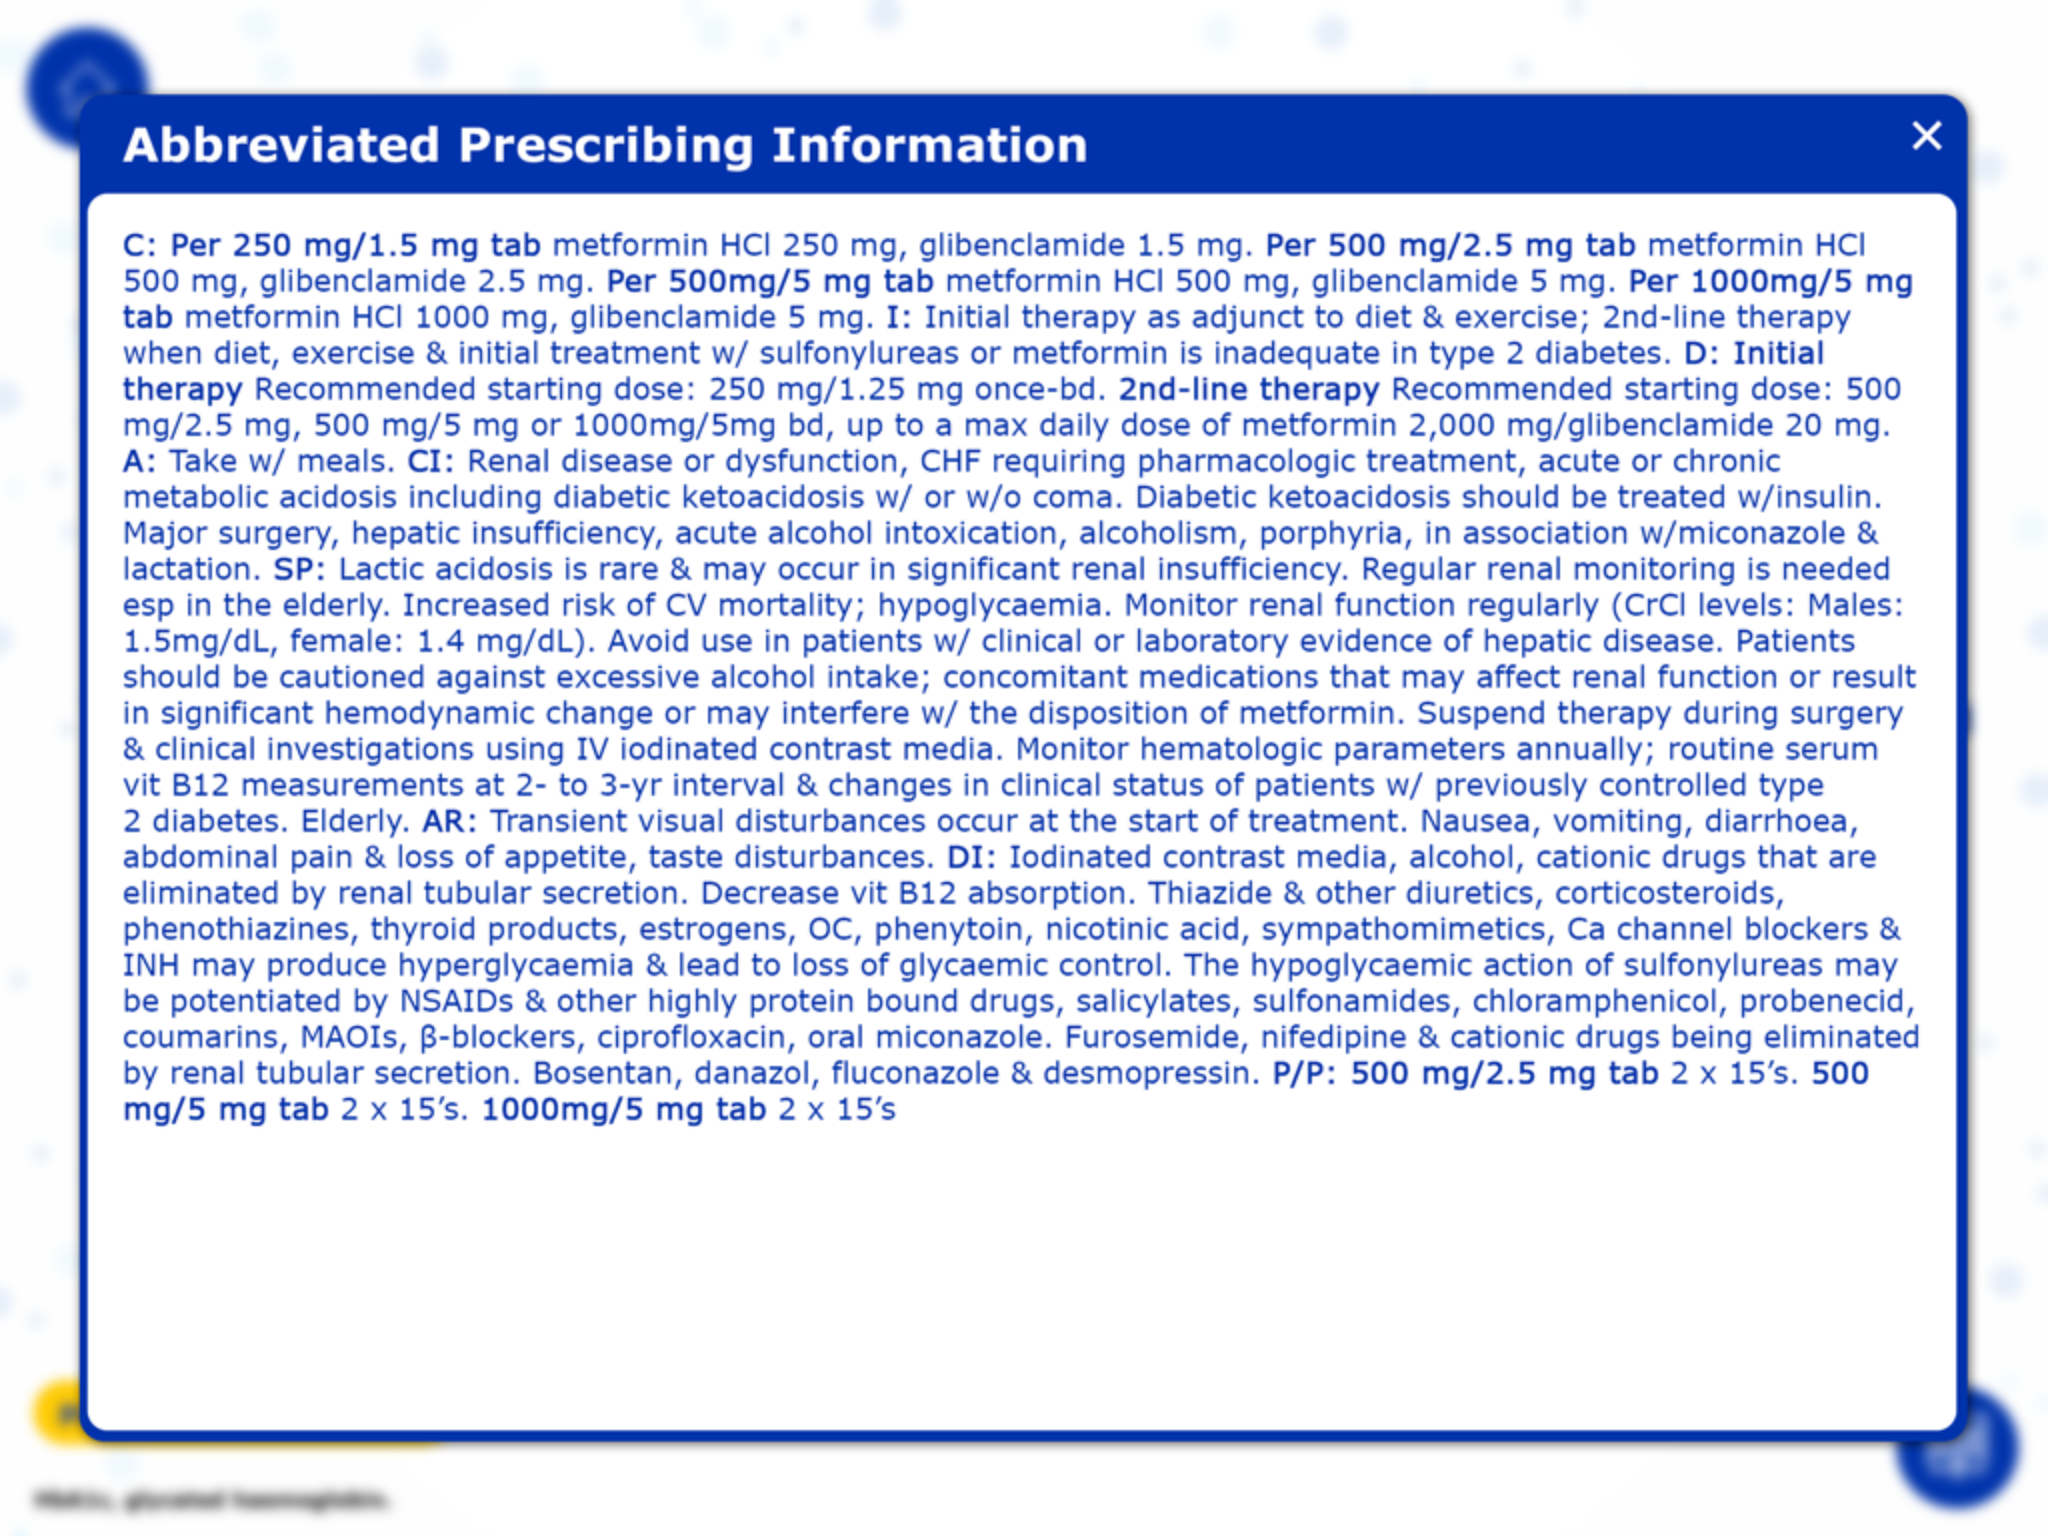 Abbreviated Prescribing Information
C: Per 250 mg/1.5 mg tab metformin HCl 250 mg, glibenclamide 1.5 mg. Per 500 mg/2.5 mg tab metformin HCl
500 mg, glibenclamide 2.5 mg. Per 500mg/5 mg tab metformin HCl 500 mg, glibenclamide 5 mg. Per 1000mg/5 mg
tab metformin HCl 1000 mg, glibenclamide 5 mg. I: Initial therapy as adjunct to diet & exercise; 2nd-line therapy
when diet, exercise & initial treatment w/ sulfonylureas or metformin is inadequate in type 2 diabetes. D: Initial
therapy Recommended starting dose: 250 mg/1.25 mg once-bd. 2nd-line therapy Recommended starting dose: 500
mg/2.5 mg, 500 mg/5 mg or 1000mg/5mg bd, up to a max daily dose of metformin 2,000 mg/glibenclamide 20 mg.
A: Take w/ meals. CI: Renal disease or dysfunction, CHF requiring pharmacologic treatment, acute or chronic
metabolic acidosis including diabetic ketoacidosis w/ or w/o coma. Diabetic ketoacidosis should be treated w/insulin.
Major surgery, hepatic insufficiency, acute alcohol intoxication, alcoholism, porphyria, in association w/miconazole &
lactation. SP: Lactic acidosis is rare & may occur in significant renal insufficiency. Regular renal monitoring is needed
esp in the elderly. Increased risk of CV mortality; hypoglycaemia. Monitor renal function regularly (CrCl levels: Males:
1.5mg/dL, female: 1.4 mg/dL). Avoid use in patients w/ clinical or laboratory evidence of hepatic disease. Patients
should be cautioned against excessive alcohol intake; concomitant medications that may affect renal function or result
in significant hemodynamic change or may interfere w/ the disposition of metformin. Suspend therapy during surgery
& clinical investigations using IV iodinated contrast media. Monitor hematologic parameters annually; routine serum
vit B12 measurements at 2- to 3-yr interval & changes in clinical status of patients w/ previously controlled type
2 diabetes. Elderly. AR: Transient visual disturbances occur at the start of treatment. Nausea, vomiting, diarrhoea,
abdominal pain & loss of appetite, taste disturbances. DI: Iodinated contrast media, alcohol, cationic drugs that are
eliminated by renal tubular secretion. Decrease vit B12 absorption. Thiazide & other diuretics, corticosteroids,
phenothiazines, thyroid products, estrogens, OC, phenytoin, nicotinic acid, sympathomimetics, Ca channel blockers &
INH may produce hyperglycaemia & lead to loss of glycaemic control. The hypoglycaemic action of sulfonylureas may
be potentiated by NSAIDs & other highly protein bound drugs, salicylates, sulfonamides, chloramphenicol, probenecid,
coumarins, MAOIs, β-blockers, ciprofloxacin, oral miconazole. Furosemide, nifedipine & cationic drugs being eliminated
by renal tubular secretion. Bosentan, danazol, fluconazole & desmopressin. P/P: 500 mg/2.5 mg tab 2 x 15’s. 500
mg/5 mg tab 2 x 15’s. 1000mg/5 mg tab 2 x 15’s
HbA1c, glycated haemoglobin.